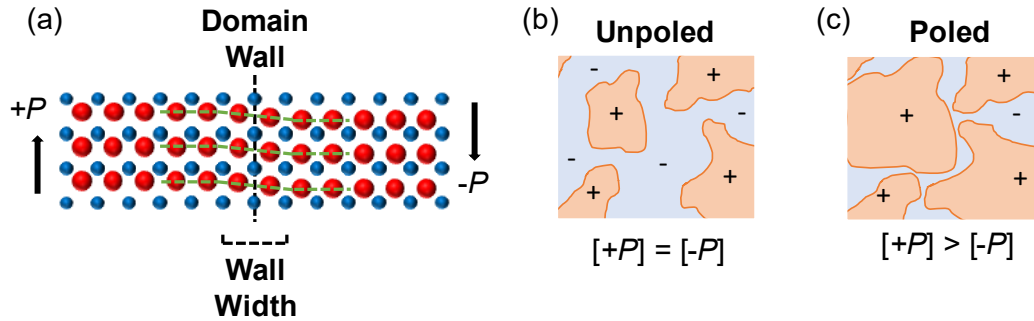 (a)
Domain
Wall
+P
-P
Wall
Width
(b)
Unpoled
-
+
+
-
-
-
+
+
[+P] = [-P]
(c)
Poled
+
+
-
+
+
[+P] > [-P]